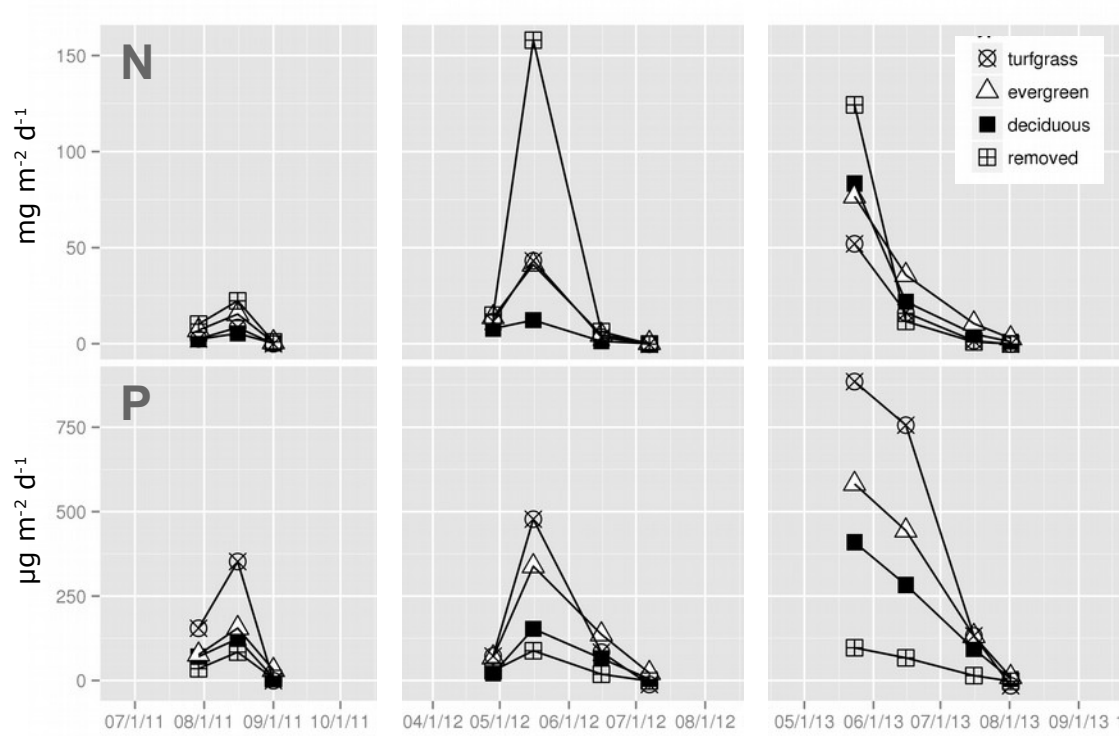 N
150
100
50
0
mg m-2 d-1
turfgrass
evergreen
deciduous
removed
P
750
500
250
0
µg m-2 d-1
07/1/11 08/1/11 09/1/11 10/1/11 04/1/12 05/1/12 06/1/12 07/1/12 08/1/12 05/1/13 06/1/13 07/1/13 08/1/13 09/1/13